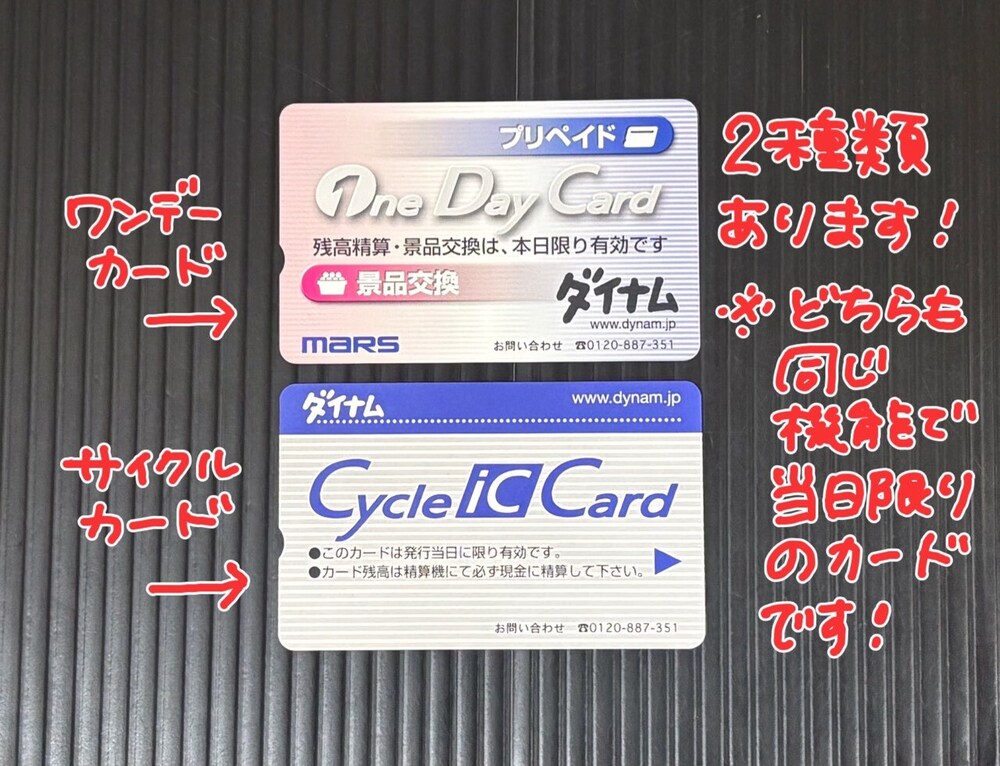 ワンデー
カード
プリペイド
One Day Card
残高精算・景品交換は、本日限り有効です
景品交換
ダイナム
www.dynam.jp
mars
お問い合わせ ☎0120-887-351
サイクル
カード
ダイナム
www.dynam.jp
Cycle iC Card
●このカードは発行当日に限り有効です。
●カード残高は精算機にて必ず現金に精算して下さい。
お問い合わせ ☎0120-887-351
2種類
あります!
※どちらも
同じ
機能で
当日限り
のカード
です!